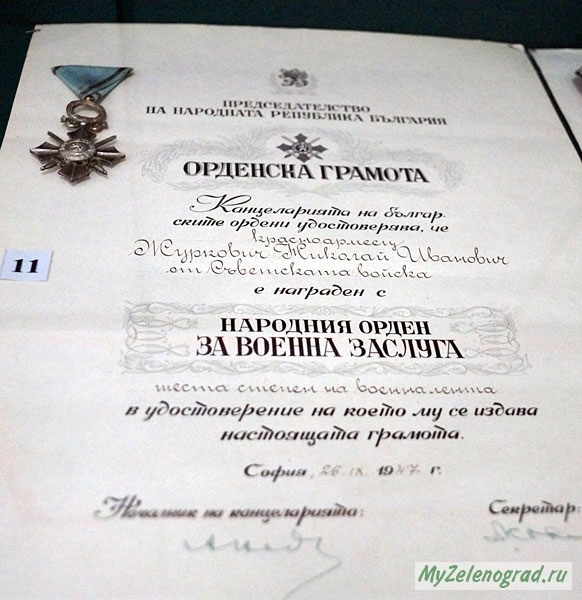 ПРЕДСЕДАТЕЛСТВО
НА НАРОДНАТА РЕПУБЛИКА БЪЛГАРИЯ
ОРДЕНСКА ГРАМОТА
Канцеларията на българ-
ските ордени удостоверява, че
красноармеец
Журкович Николай Иванович
от Съветската войска
е награден с
11
НАРОДНИЯ ОРДЕН
ЗА ВОЕННА ЗАСЛУГА
шеста степен на военна лента
в удостоверение на което му се издава
настоящата грамота.
София, 26.IX. 1947 г.
Началник на канцеларията:
Секретар:
MyZelenograd.ru